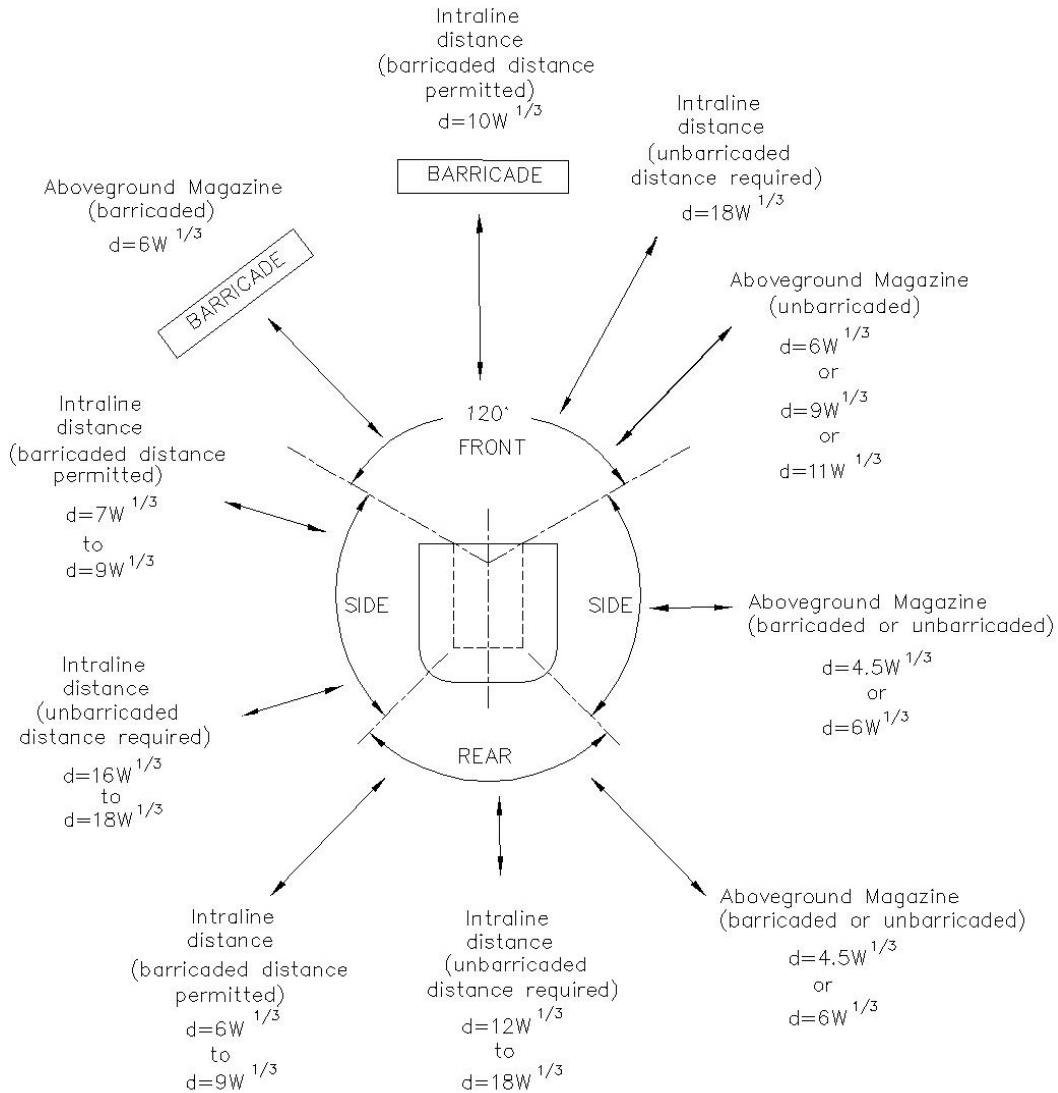 Intraline
distance
(barricaded distance
permitted)
d=10W 1/3
BARRICADE
Intraline
distance
(unbarricaded
distance required)
d=18W 1/3
Aboveground Magazine
(barricaded)
d=6W 1/3
BARRICADE
Aboveground Magazine
(unbarricaded)
d=6W 1/3
or
d=9W 1/3
or
d=11W 1/3
120°
FRONT
Intraline
distance
(barricaded distance
permitted)
d=7W 1/3
to
d=9W 1/3
SIDE
SIDE
Aboveground Magazine
(barricaded or unbarricaded)
d=4.5W 1/3
or
d=6W 1/3
Intraline
distance
(unbarricaded
distance required)
d=16W 1/3
to
d=18W 1/3
REAR
Intraline
distance
(barricaded distance
permitted)
d=6W 1/3
to
d=9W 1/3
Intraline
distance
(unbarricaded
distance required)
d=12W 1/3
to
d=18W 1/3
Aboveground Magazine
(barricaded or unbarricaded)
d=4.5W 1/3
or
d=6W 1/3